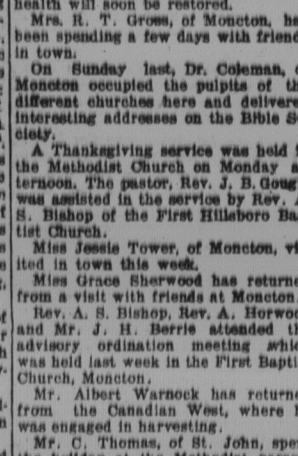 health will soon be restored.
Mrs. R. T. Gross, of Moncton, ha
been spending a few days with friend
in town.
On Sunday last, Dr. Coleman, o
Moncton occupied the pulpits of th
different churches here and delivere
interesting addresses on the Bible S
ciety.
A Thanksgiving service was held i
the Methodist Church on Monday a
ternoon. The pastor, Rev. J. B. Goug
was assisted in the service by Rev. A
S. Bishop of the First Hillsboro Ba
tist Church.
Miss Jessie Tower, of Moncton, vi
ited in town this week.
Miss Grace Sherwood has returne
from a visit with friends at Moncton.
Rev. A. S. Bishop, Rev. A. Horwoo
and Mr. J. H. Berrie attended th
advisory ordination meeting whic
was held last week in the First Bapti
Church, Moncton.
Mr. Albert Warnock has returne
from the Canadian West, where h
was engaged in harvesting.
Mr. C. Thomas, of St. John, spe